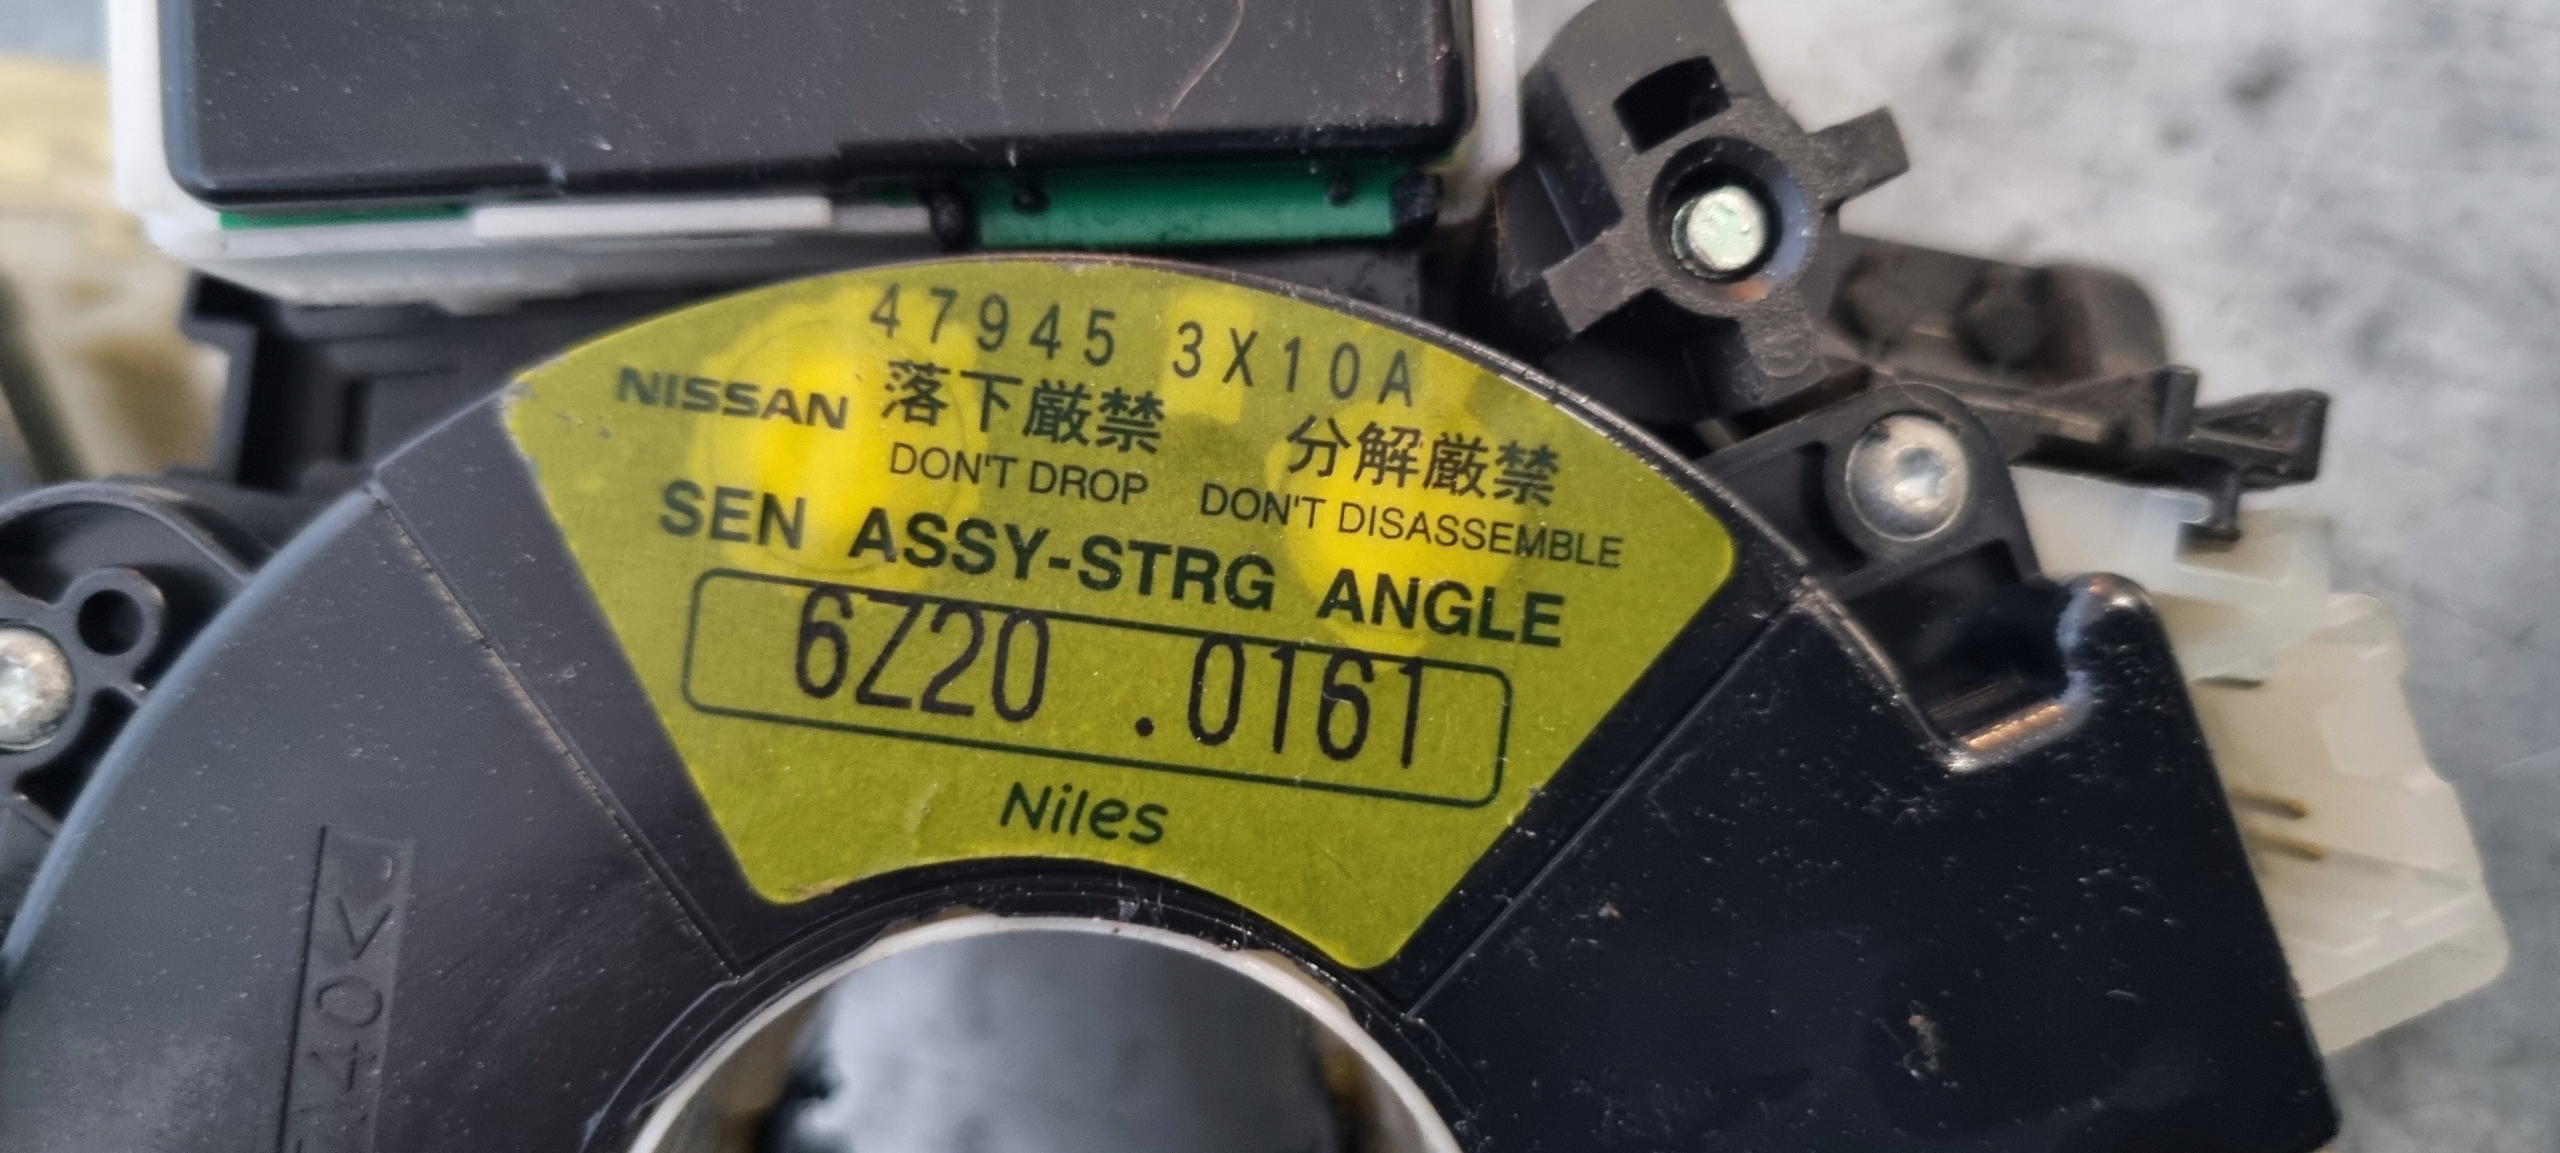 47945 3X10A
NISSAN 落下厳禁 分解厳禁
DON'T DROP DON'T DISASSEMBLE
SEN ASSY-STRG ANGLE
6Z20 .0161
Niles